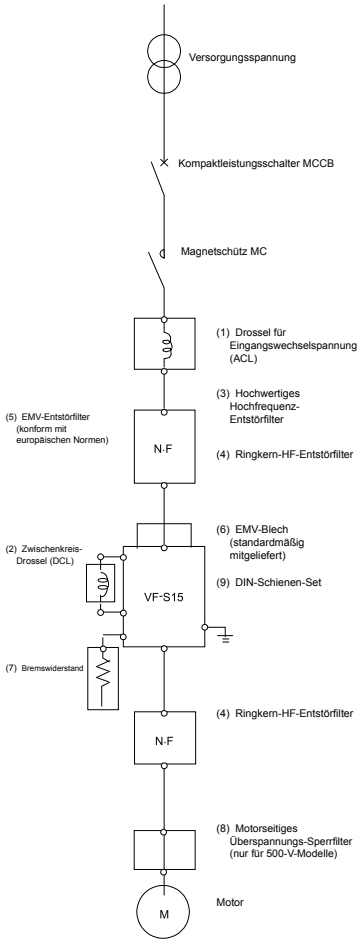 Versorgungsspannung
Kompaktleistungsschalter MCCB
Magnetschütz MC
(1) Drossel für
Eingangswechselspannung
(ACL)
(3) Hochwertiges
Hochfrequenz-
Entstörfilter
(5) EMV-Entstörfilter
(konform mit
europäischen Normen)
N·F
(4) Ringkern-HF-Entstörfilter
(6) EMV-Blech
(standardmäßig
mitgeliefert)
(2) Zwischenkreis-
Drossel (DCL)
(9) DIN-Schienen-Set
VF-S15
(7) Bremswiderstand
(4) Ringkern-HF-Entstörfilter
N·F
(8) Motorseitiges
Überspannungs-Sperrfilter
(nur für 500-V-Modelle)
Motor
M